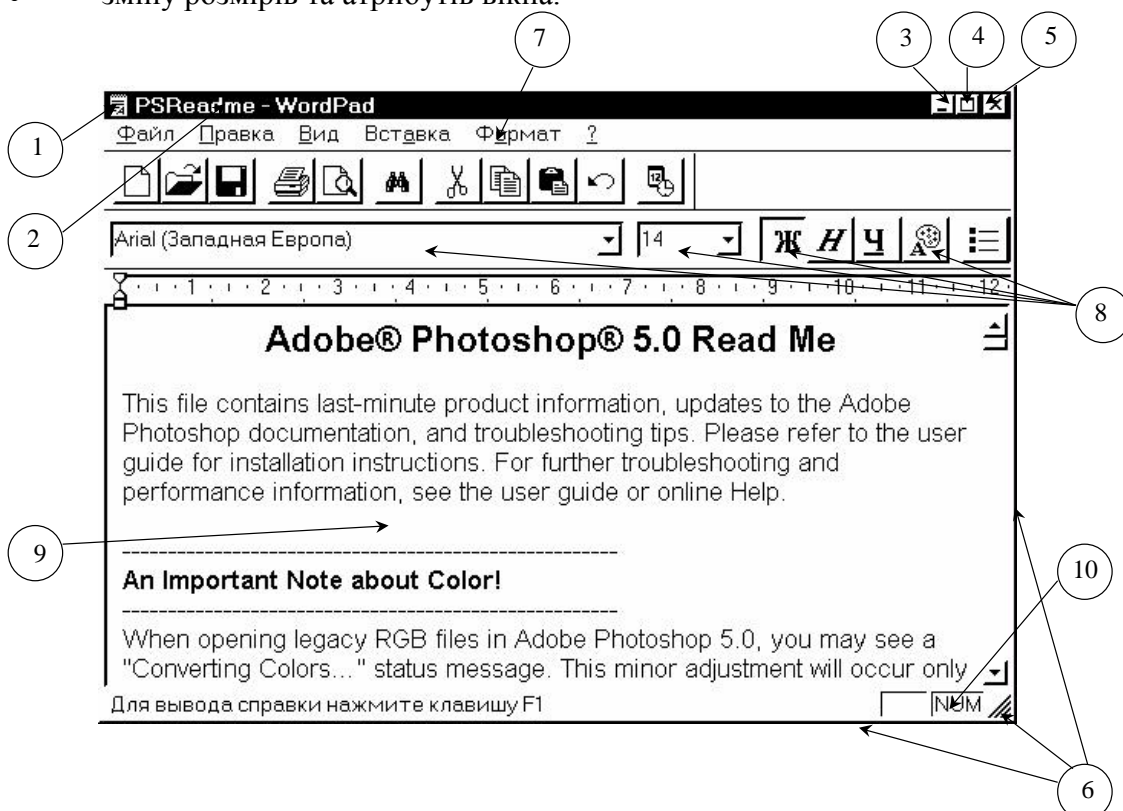 зміну розмірів та атрибутів вікна.
7 3 4 5
PSReadme - WordPad
1
Файл Правка Вид Вставка Формат ?
2
Arial (Западная Европа) 14 Ж Н Ч
1 2 3 4 5 6 7 8 9 10 11 12
8
Adobe® Photoshop® 5.0 Read Me
This file contains last-minute product information, updates to the Adobe
Photoshop documentation, and troubleshooting tips. Please refer to the user
guide for installation instructions. For further troubleshooting and
performance information, see the user guide or online Help.
9
------------------------------------------------------
An Important Note about Color!
10
------------------------------------------------------
When opening legacy RGB files in Adobe Photoshop 5.0, you may see a
"Converting Colors..." status message. This minor adjustment will occur only
Для вывода справки нажмите клавишу F1 NUM
6